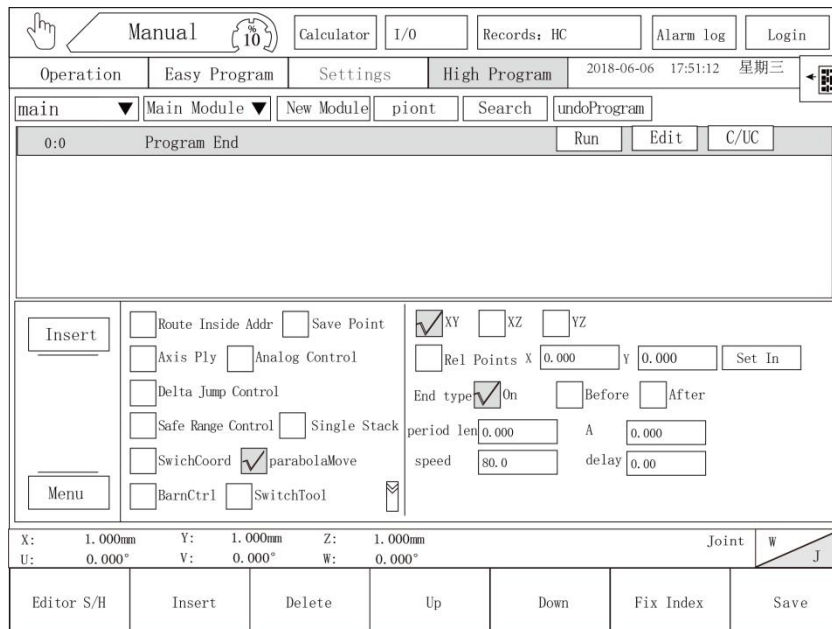 Manual % 10 Calculator I/O Records: HC Alarm log Login
Operation Easy Program Settings High Program 2018-06-06 17:51:12 星期三
main Main Module New Module piont Search undoProgram
0:0 Program End Run Edit C/UC
Insert
Menu
Route Inside Addr Save Point
Axis Ply Analog Control
Delta Jump Control
Safe Range Control Single Stack
SwichCoord parabolaMove
BarnCtrl SwitchTool
XY XZ YZ
Rel Points X 0.000 Y 0.000 Set In
End type On Before After
period len 0.000 A 0.000
speed 80.0 delay 0.00
X: 1.000mm Y: 1.000mm Z: 1.000mm Joint W J
U: 0.000° V: 0.000° W: 0.000°
Editor S/H Insert Delete Up Down Fix Index Save